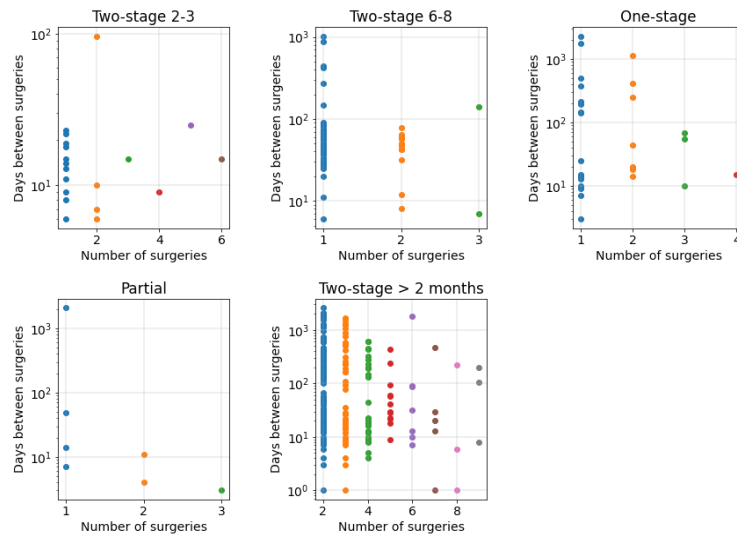 Two-stage 2-3
10²
10¹
Days between surgeries
2 4 6
Number of surgeries
Two-stage 6-8
10³
10²
10¹
Days between surgeries
1 2 3
Number of surgeries
One-stage
10³
10²
10¹
Days between surgeries
1 2 3 4
Number of surgeries
Partial
10³
10²
10¹
Days between surgeries
1 2 3
Number of surgeries
Two-stage > 2 months
10³
10²
10¹
10⁰
Days between surgeries
2 4 6 8
Number of surgeries